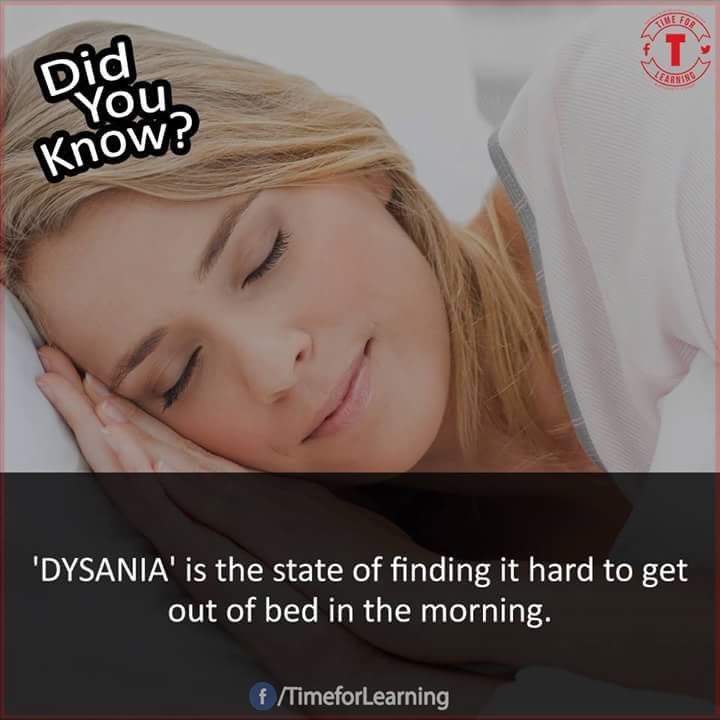 Did
You
Know?
TIME FOR
f T
LEARNING
'DYSANIA' is the state of finding it hard to get
out of bed in the morning.
f /TimeforLearning